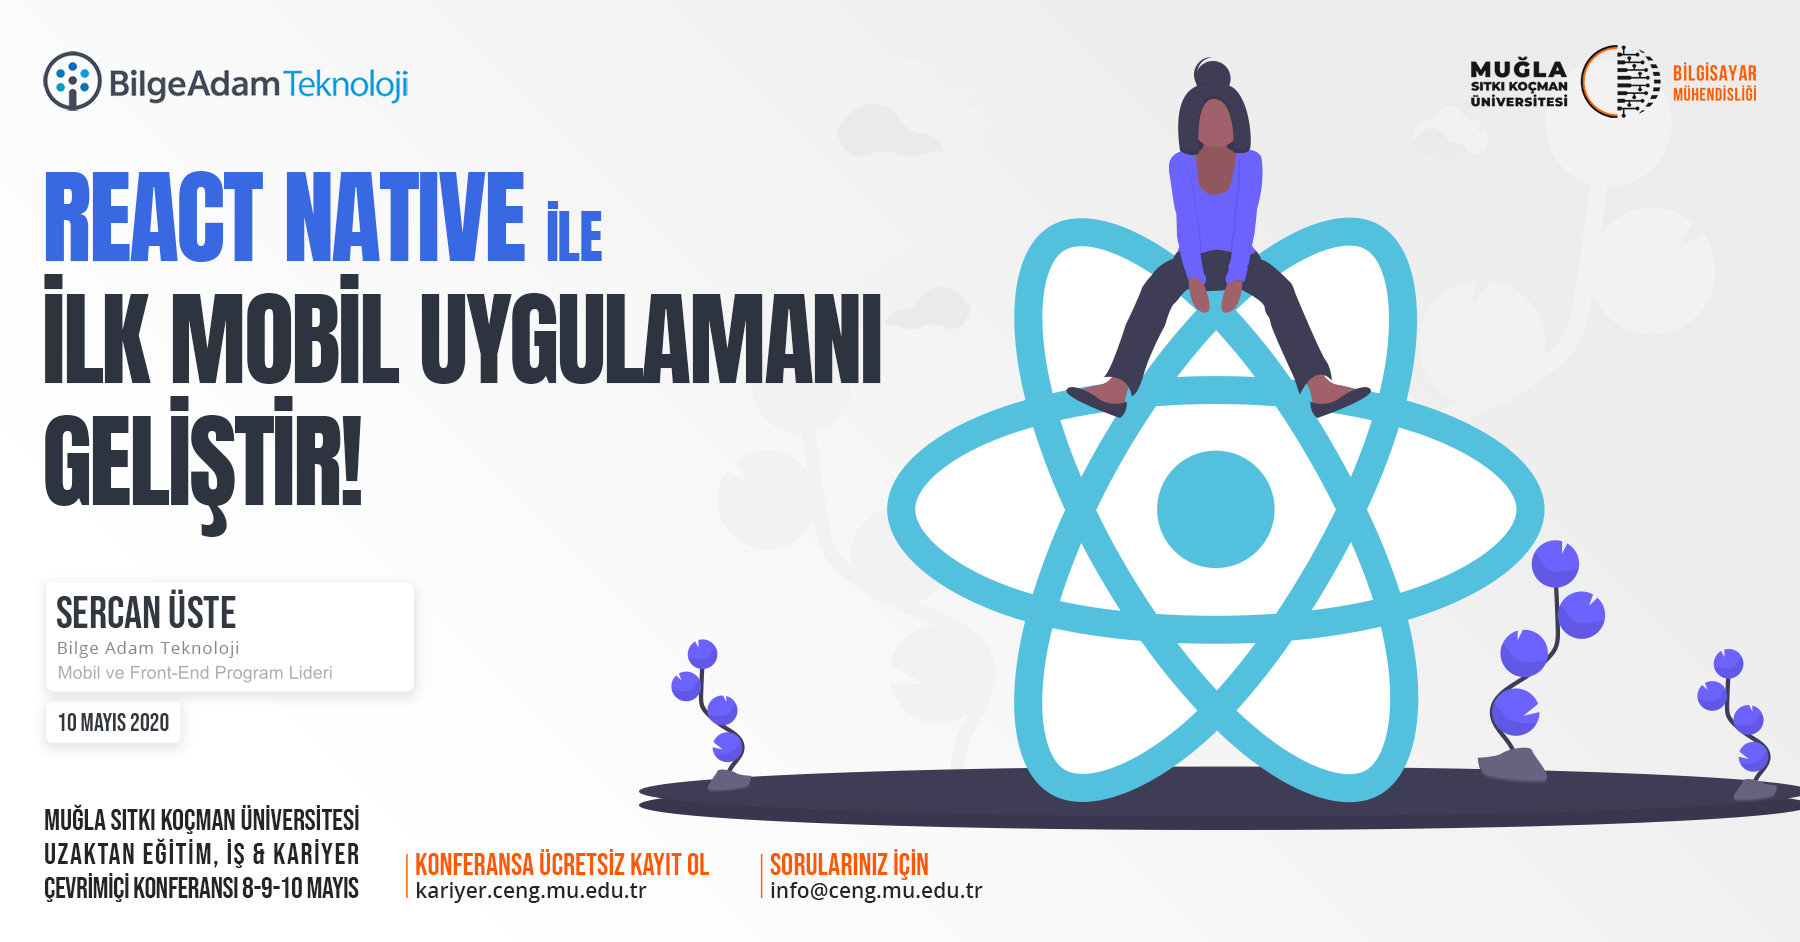 BilgeAdam Teknoloji
MUĞLA
SITKI KOÇMAN
ÜNİVERSİTESİ
BİLGİSAYAR
MÜHENDİSLİĞİ
REACT NATIVE İLE
İLK MOBİL UYGULAMANI
GELİŞTİR!
SERCAN ÜSTE
Bilge Adam Teknoloji
Mobil ve Front-End Program Lideri
10 MAYIS 2020
MUĞLA SITKI KOÇMAN ÜNİVERSİTESİ
UZAKTAN EĞİTİM, İŞ & KARİYER
ÇEVRİMİÇİ KONFERANSI 8-9-10 MAYIS
KONFERANSA ÜCRETSİZ KAYIT OL
kariyer.ceng.mu.edu.tr
SORULARINIZ İÇİN
info@ceng.mu.edu.tr